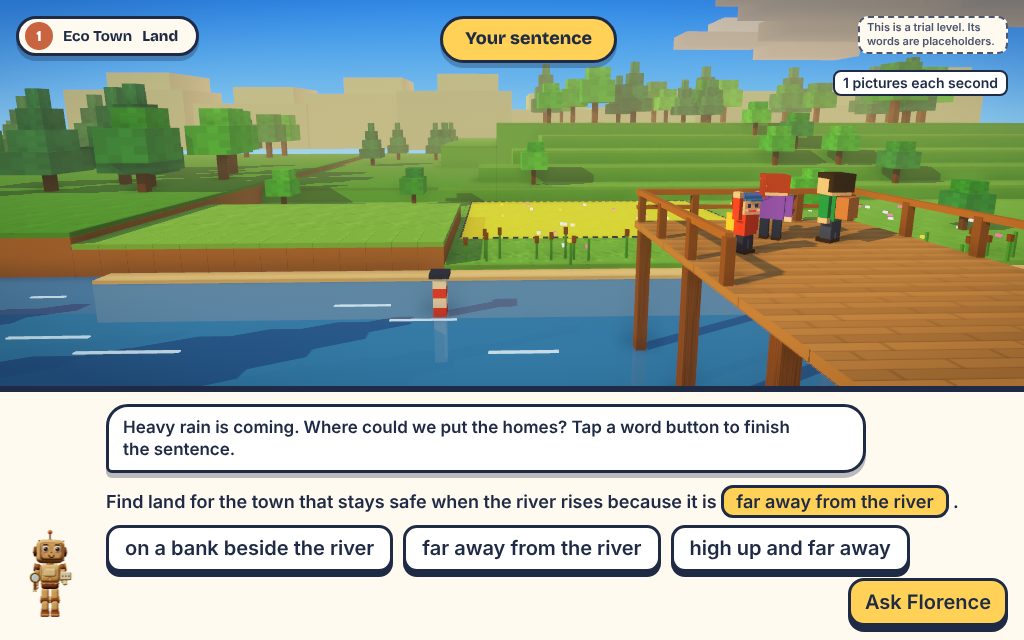 1 Eco Town Land
Your sentence
This is a trial level. Its
words are placeholders.
1 pictures each second
Heavy rain is coming. Where could we put the homes? Tap a word button to finish
the sentence.
Find land for the town that stays safe when the river rises because it is far away from the river .
on a bank beside the river
far away from the river
high up and far away
Ask Florence